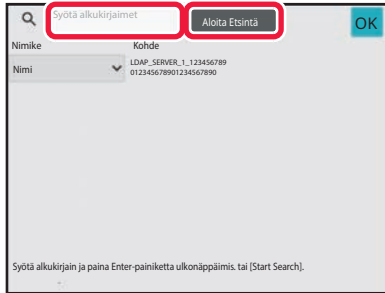 Syötä alkukirjaimet
Aloita Etsintä
OK
Nimike
Kohde
Nimi
LDAP_SERVER_1_123456789
012345678901234567890
Syötä alkukirjain ja paina Enter-painiketta ulkonäppäimis. tai [Start Search].